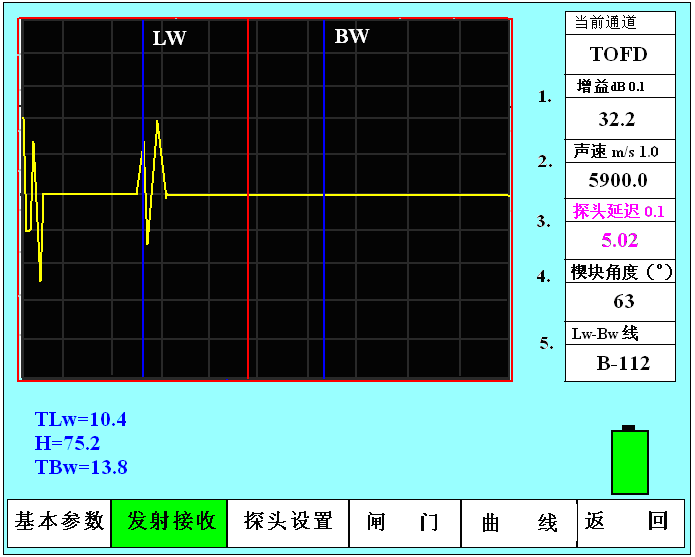 LW
BW
当前通道
TOFD
1.
增益dB 0.1
32.2
2.
声速 m/s 1.0
5900.0
3.
探头延迟 0.1
5.02
4.
楔块角度（°）
63
5.
Lw-Bw 线
B-112
TLw=10.4
H=75.2
TBw=13.8
基本参数
发射接收
探头设置
闸 门
曲 线
返 回